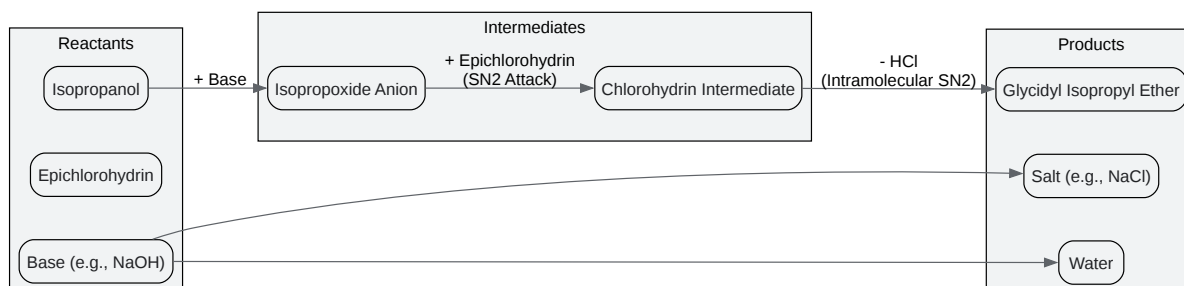 Reactants
Isopropanol
Epichlorohydrin
Base (e.g., NaOH)
+ Base
Intermediates
Isopropoxide Anion
+ Epichlorohydrin
(SN2 Attack)
Chlorohydrin Intermediate
- HCl
(Intramolecular SN2)
Products
Glycidyl Isopropyl Ether
Salt (e.g., NaCl)
Water